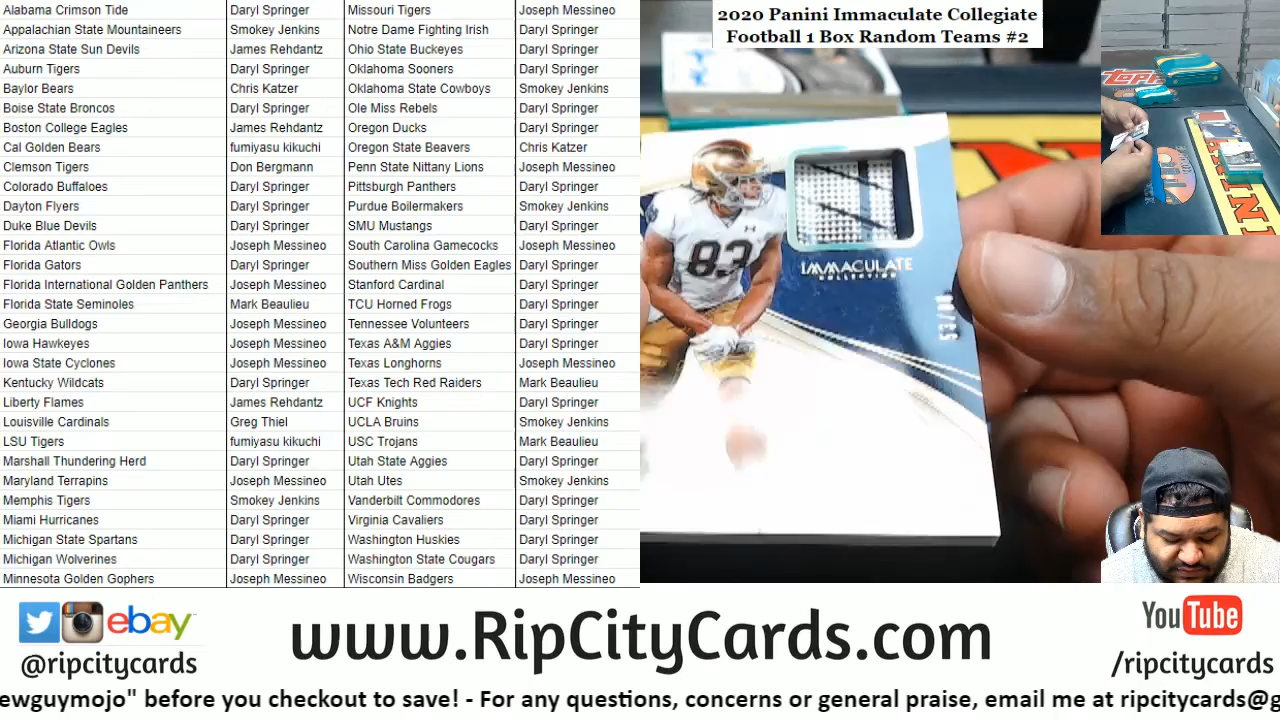 Alabama Crimson Tide Daryl Springer Missouri Tigers Joseph Messineo
Appalachian State Mountaineers Smokey Jenkins Notre Dame Fighting Irish Daryl Springer
Arizona State Sun Devils James Rehdantz Ohio State Buckeyes Daryl Springer
Auburn Tigers Daryl Springer Oklahoma Sooners Daryl Springer
Baylor Bears Chris Katzer Oklahoma State Cowboys Smokey Jenkins
Boise State Broncos Daryl Springer Ole Miss Rebels Daryl Springer
Boston College Eagles James Rehdantz Oregon Ducks Daryl Springer
Cal Golden Bears fumiyasu kikuchi Oregon State Beavers Chris Katzer
Clemson Tigers Don Bergmann Penn State Nittany Lions Joseph Messineo
Colorado Buffaloes Daryl Springer Pittsburgh Panthers Daryl Springer
Dayton Flyers Daryl Springer Purdue Boilermakers Smokey Jenkins
Duke Blue Devils Daryl Springer SMU Mustangs Daryl Springer
Florida Atlantic Owls Joseph Messineo South Carolina Gamecocks Joseph Messineo
Florida Gators Daryl Springer Southern Miss Golden Eagles Daryl Springer
Florida International Golden Panthers Joseph Messineo Stanford Cardinal Daryl Springer
Florida State Seminoles Mark Beaulieu TCU Horned Frogs Daryl Springer
Georgia Bulldogs Joseph Messineo Tennessee Volunteers Daryl Springer
Iowa Hawkeyes Joseph Messineo Texas A&M Aggies Daryl Springer
Iowa State Cyclones Joseph Messineo Texas Longhorns Joseph Messineo
Kentucky Wildcats Daryl Springer Texas Tech Red Raiders Mark Beaulieu
Liberty Flames James Rehdantz UCF Knights Daryl Springer
Louisville Cardinals Greg Thiel UCLA Bruins Smokey Jenkins
LSU Tigers fumiyasu kikuchi USC Trojans Mark Beaulieu
Marshall Thundering Herd Daryl Springer Utah State Aggies Daryl Springer
Maryland Terrapins Joseph Messineo Utah Utes Smokey Jenkins
Memphis Tigers Smokey Jenkins Vanderbilt Commodores Daryl Springer
Miami Hurricanes Daryl Springer Virginia Cavaliers Daryl Springer
Michigan State Spartans Daryl Springer Washington Huskies Daryl Springer
Michigan Wolverines Daryl Springer Washington State Cougars Daryl Springer
Minnesota Golden Gophers Joseph Messineo Wisconsin Badgers Joseph Messineo
2020 Panini Immaculate Collegiate
Football 1 Box Random Teams #2
83
IMMACULATE
COLLECTION
TOPPS
ebay
@ripcitycards
www.RipCityCards.com
YouTube
/ripcitycards
ewguymojo" before you checkout to save! - For any questions, concerns or general praise, email me at ripcitycards@g